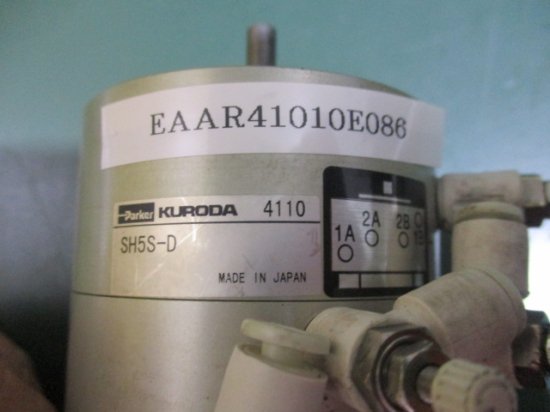 EAAR41010E086
Parker KURODA 4110
SH5S-D
MADE IN JAPAN
1A 2A 2B